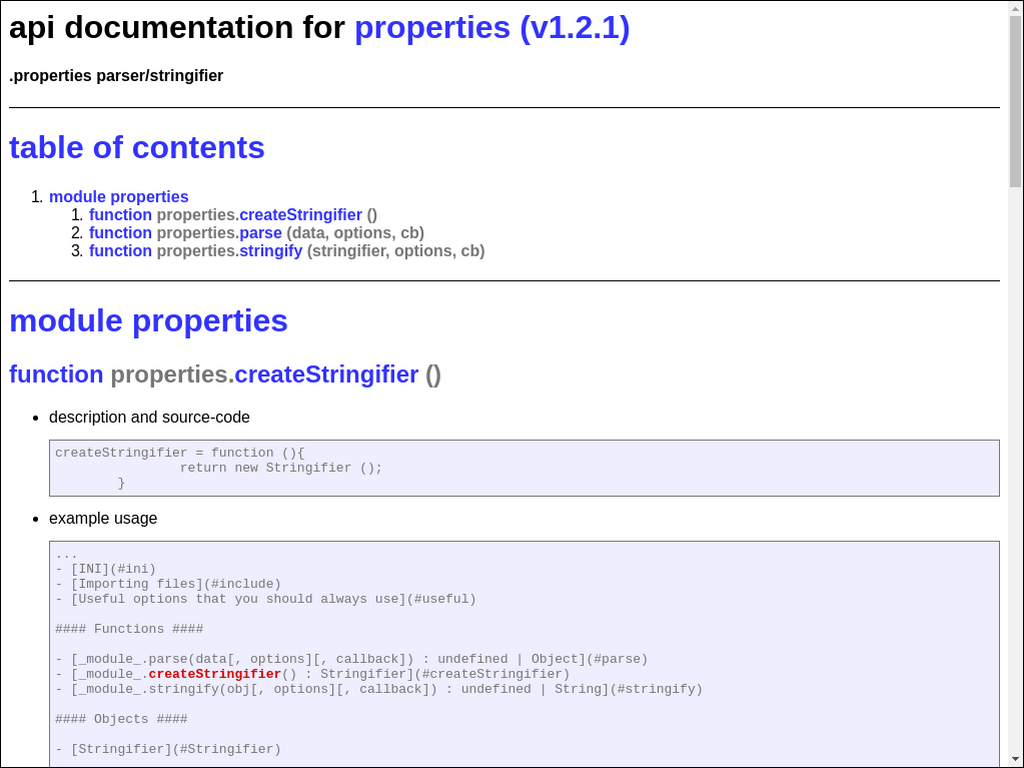 api documentation for properties (v1.2.1)
.properties parser/stringifier
table of contents
1. module properties
1. function properties.createStringifier ()
2. function properties.parse (data, options, cb)
3. function properties.stringify (stringifier, options, cb)
module properties
function properties.createStringifier ()
• description and source-code
createStringifier = function (){
return new Stringifier ();
}
• example usage
...
- [INI](#ini)
- [Importing files](#include)
- [Useful options that you should always use](#useful)
#### Functions ####
- [_module_.parse(data[, options][, callback]) : undefined | Object](#parse)
- [_module_.createStringifier() : Stringifier](#createStringifier)
- [_module_.stringify(obj[, options][, callback]) : undefined | String](#stringify)
#### Objects ####
- [Stringifier](#Stringifier)